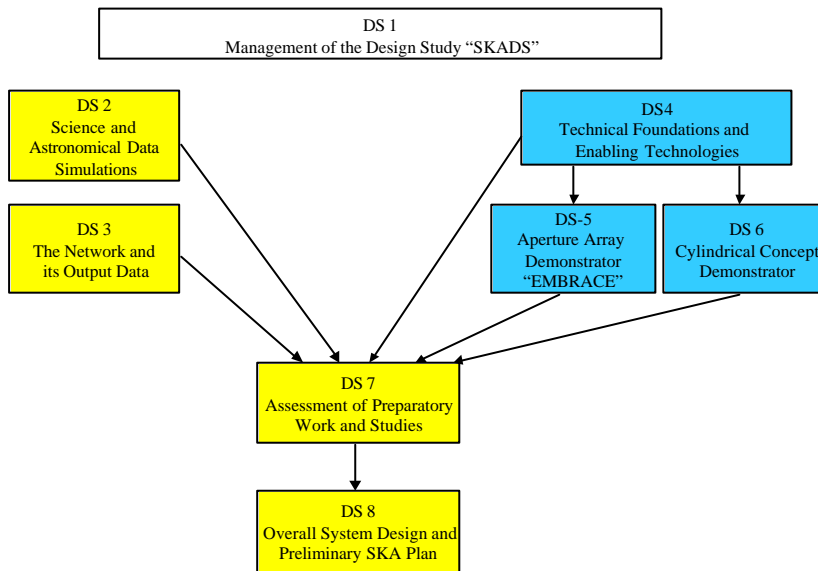 DS 1
Management of the Design Study “SKADS”
DS 2
Science and
Astronomical Data
Simulations
DS4
Technical Foundations and
Enabling Technologies
DS 3
The Network and
its Output Data
DS-5
Aperture Array
Demonstrator
“EMBRACE”
DS 6
Cylindrical Concept
Demonstrator
DS 7
Assessment of Preparatory
Work and Studies
DS 8
Overall System Design and
Preliminary SKA Plan